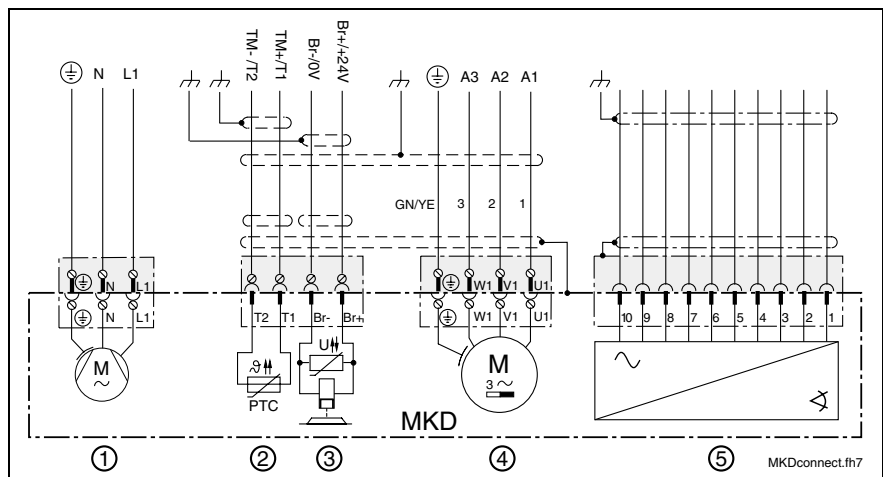 TM-/T2
TM+/T1
Br-/0V
Br+/+24V
N L1
A3 A2 A1
GN/YE 3 2 1
N L1
W1 V1 U1
N L1
T2 T1 Br- Br+
W1 V1 U1
10 9 8 7 6 5 4 3 2 1
M
~
ϑ
PTC
U
M
3~
MKD
1 2 3 4 5
MKDconnect.fh7